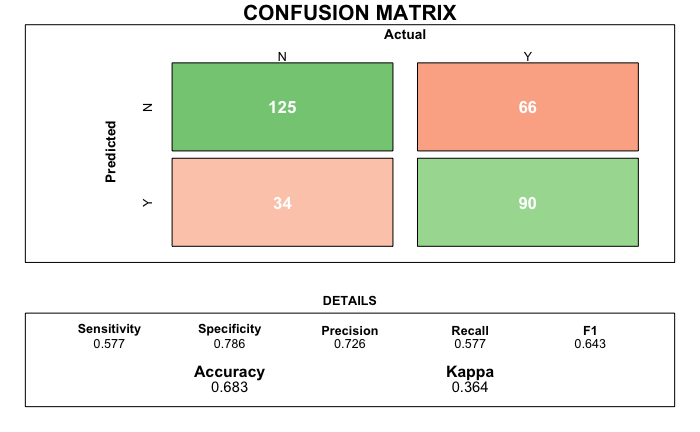 CONFUSION MATRIX
Actual
N Y
Predicted
N 125 66
Y 34 90
DETAILS
Sensitivity Specificity Precision Recall F1
0.577 0.786 0.726 0.577 0.643
Accuracy Kappa
0.683 0.364